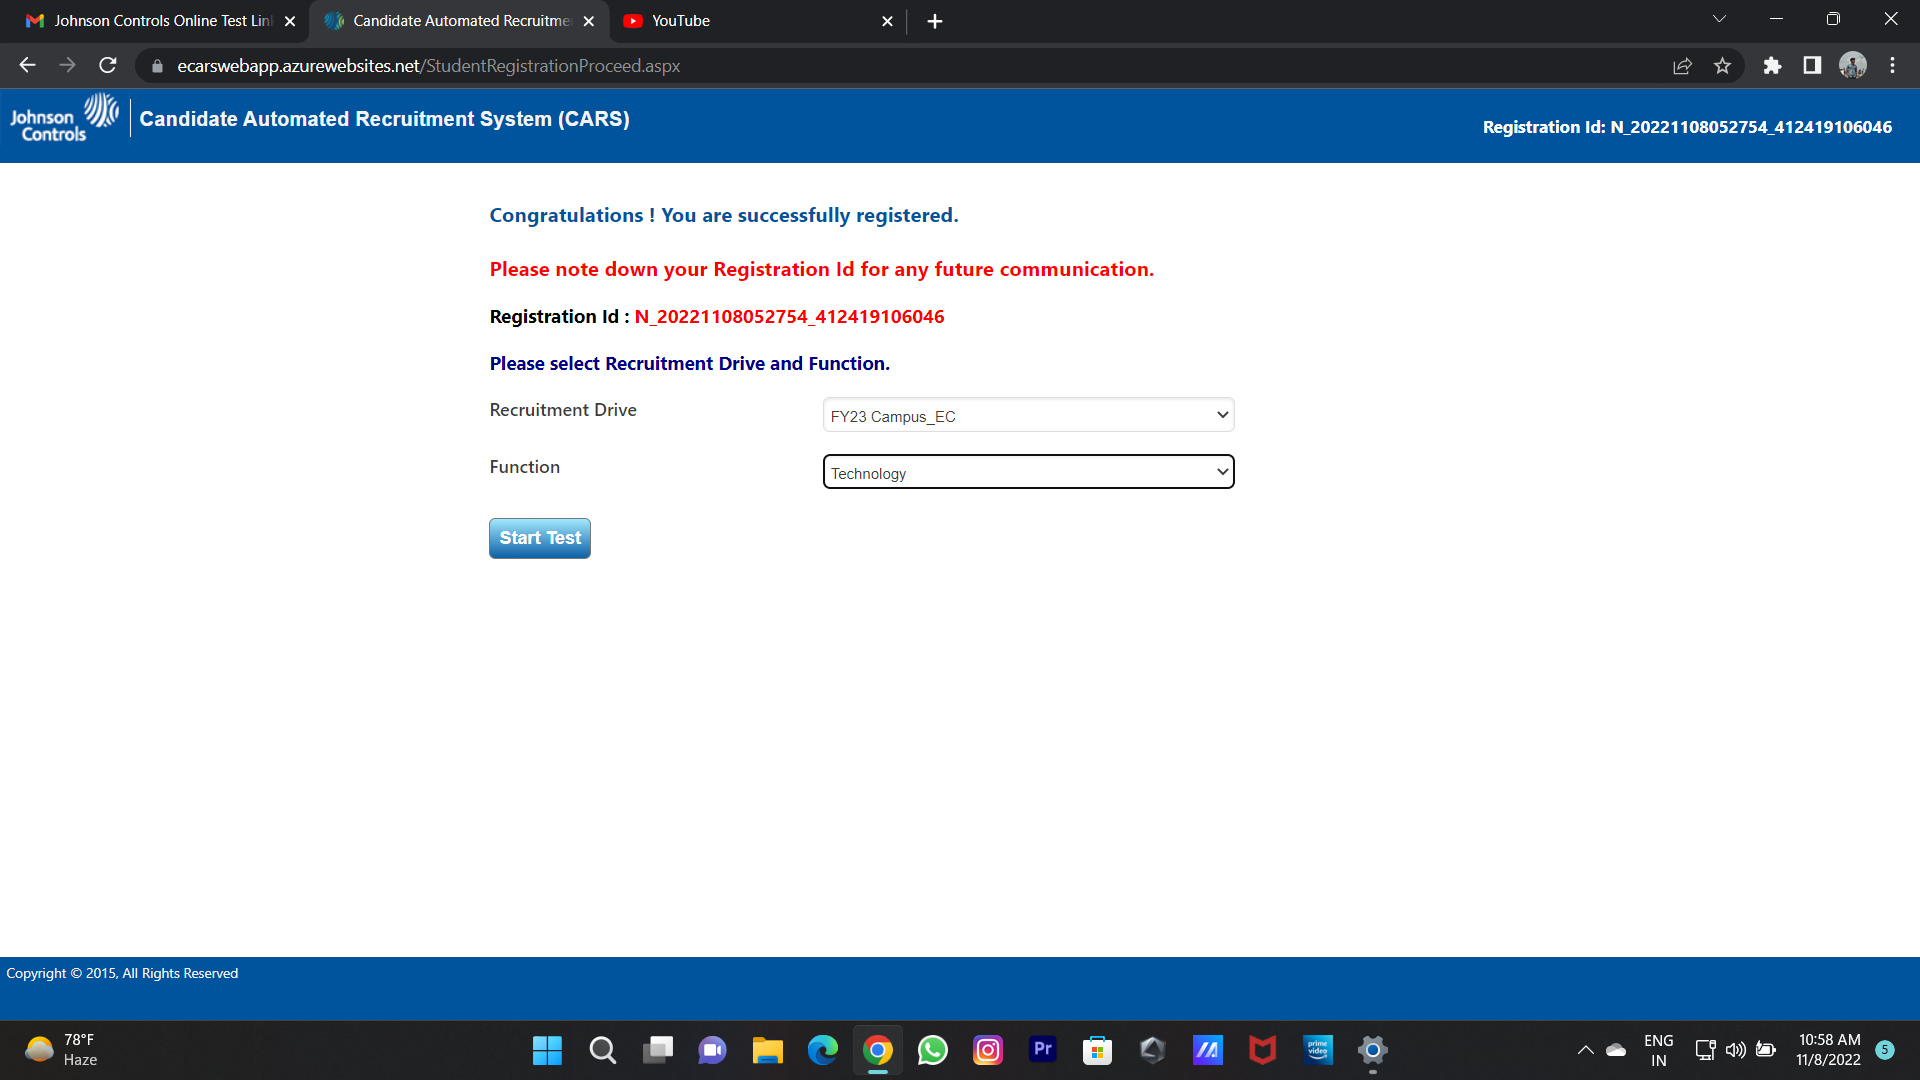 Johnson Controls Online Test Lin
Candidate Automated Recruitme
YouTube
ecarswebapp.azurewebsites.net/StudentRegistrationProceed.aspx
Johnson
Controls
Candidate Automated Recruitment System (CARS)
Registration Id: N_20221108052754_412419106046
Congratulations ! You are successfully registered.
Please note down your Registration Id for any future communication.
Registration Id : N_20221108052754_412419106046
Please select Recruitment Drive and Function.
Recruitment Drive
FY23 Campus_EC
Function
Technology
Start Test
Copyright © 2015, All Rights Reserved
78°F
Haze
Pr
prime
video
ENG
IN
10:58 AM
11/8/2022
5